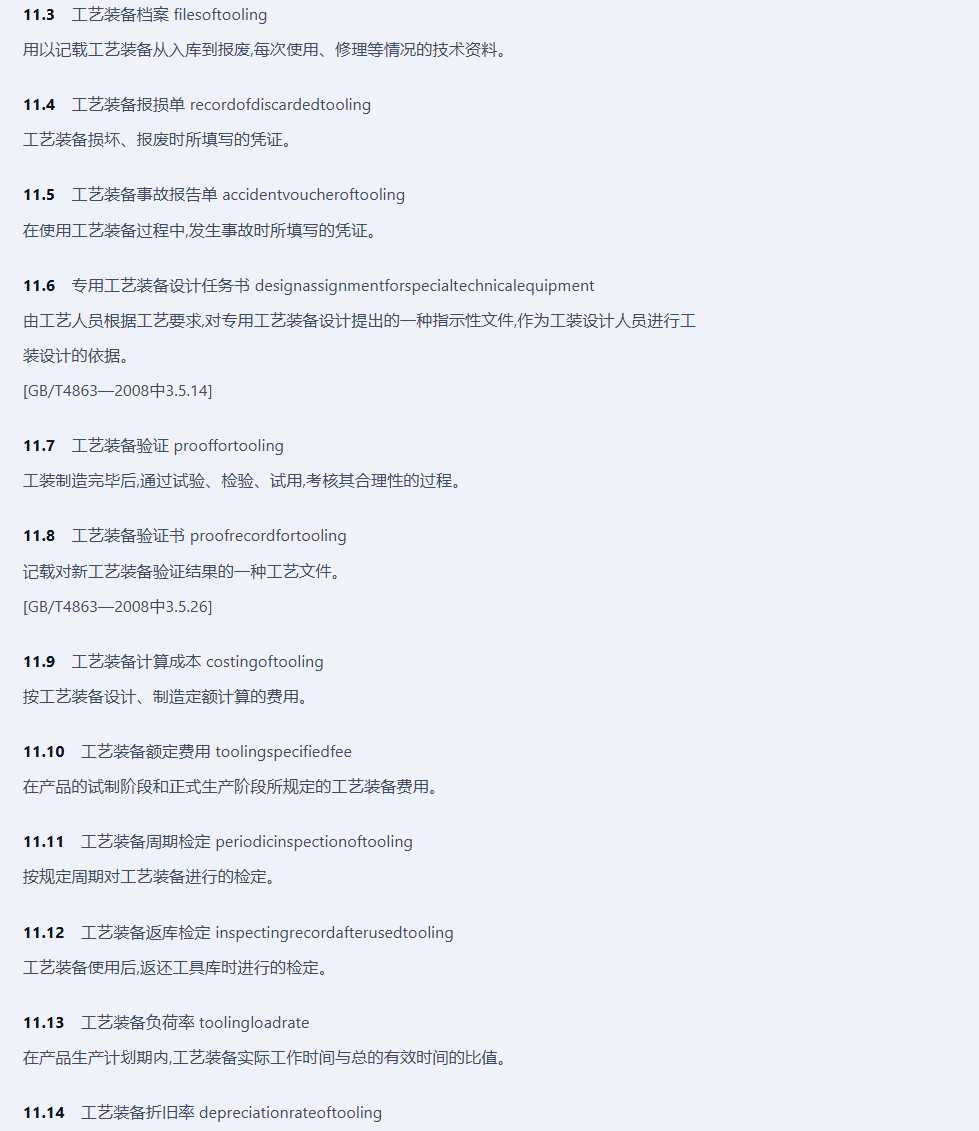 11.3 工艺装备档案 filesoftooling
用以记载工艺装备从入库到报废,每次使用、修理等情况的技术资料。
11.4 工艺装备报损单 recordofdiscardedtooling
工艺装备损坏、报废时所填写的凭证。
11.5 工艺装备事故报告单 accidentvoucheroftooling
在使用工艺装备过程中,发生事故时所填写的凭证。
11.6 专用工艺装备设计任务书 designassignmentforspecialtechnicalequipment
由工艺人员根据工艺要求,对专用工艺装备设计提出的一种指示性文件,作为工装设计人员进行工
装设计的依据。
[GB/T4863—2008中3.5.14]
11.7 工艺装备验证 prooffortooling
工装制造完毕后,通过试验、检验、试用,考核其合理性的过程。
11.8 工艺装备验证书 proofrecordfortooling
记载对新工艺装备验证结果的一种工艺文件。
[GB/T4863—2008中3.5.26]
11.9 工艺装备计算成本 costingoftooling
按工艺装备设计、制造定额计算的费用。
11.10 工艺装备额定费用 toolingspecifiedfee
在产品的试制阶段和正式生产阶段所规定的工艺装备费用。
11.11 工艺装备周期检定 periodicinspectionoftooling
按规定周期对工艺装备进行的检定。
11.12 工艺装备返库检定 inspectingrecordafterusedtooling
工艺装备使用后,返还工具库时进行的检定。
11.13 工艺装备负荷率 toolingloadrate
在产品生产计划期内,工艺装备实际工作时间与总的有效时间的比值。
11.14 工艺装备折旧率 depreciationrateoftooling